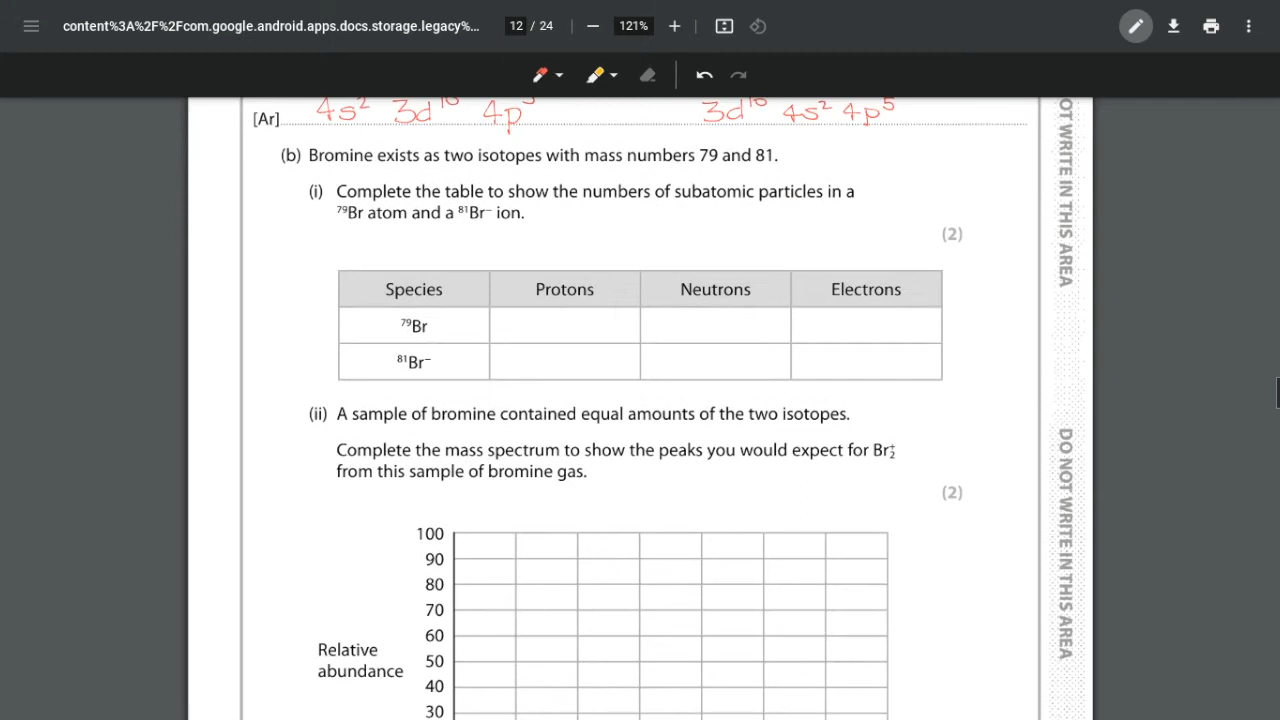 content%3A%2F%2Fcom.google.android.apps.docs.storage.legacy%... 12 / 24 121%
4s² 3d¹⁰ 4p⁵ 3d¹⁰ 4s² 4p⁵
[Ar]
(b) Bromine exists as two isotopes with mass numbers 79 and 81.
(i) Complete the table to show the numbers of subatomic particles in a
⁷⁹Br atom and a ⁸¹Br⁻ ion.
(2)
Species Protons Neutrons Electrons
⁷⁹Br
⁸¹Br⁻
(ii) A sample of bromine contained equal amounts of the two isotopes.
Complete the mass spectrum to show the peaks you would expect for Br₂⁺
from this sample of bromine gas.
(2)
100
90
80
70
60
Relative
abundance
50
40
30
OT WRITE IN THIS AREA
DO NOT WRITE IN THIS AREA